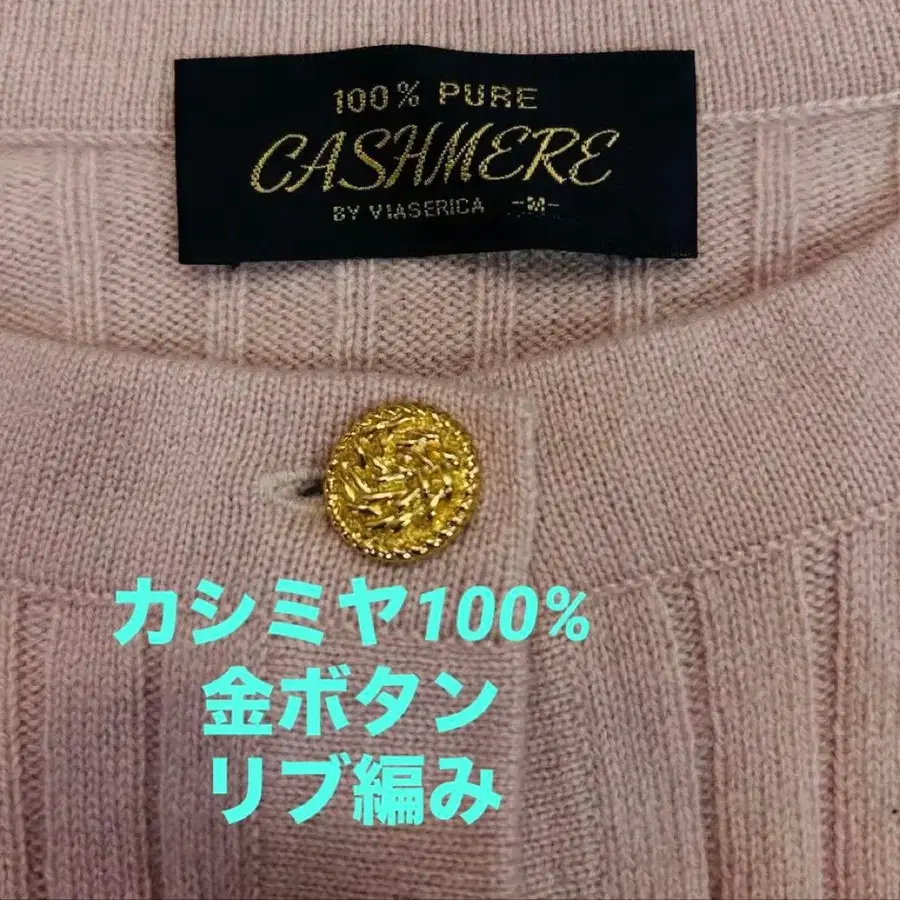 100% PURE
CASHMERE
BY VIASERICA -M-
カシミヤ100%
金ボタン
リブ編み